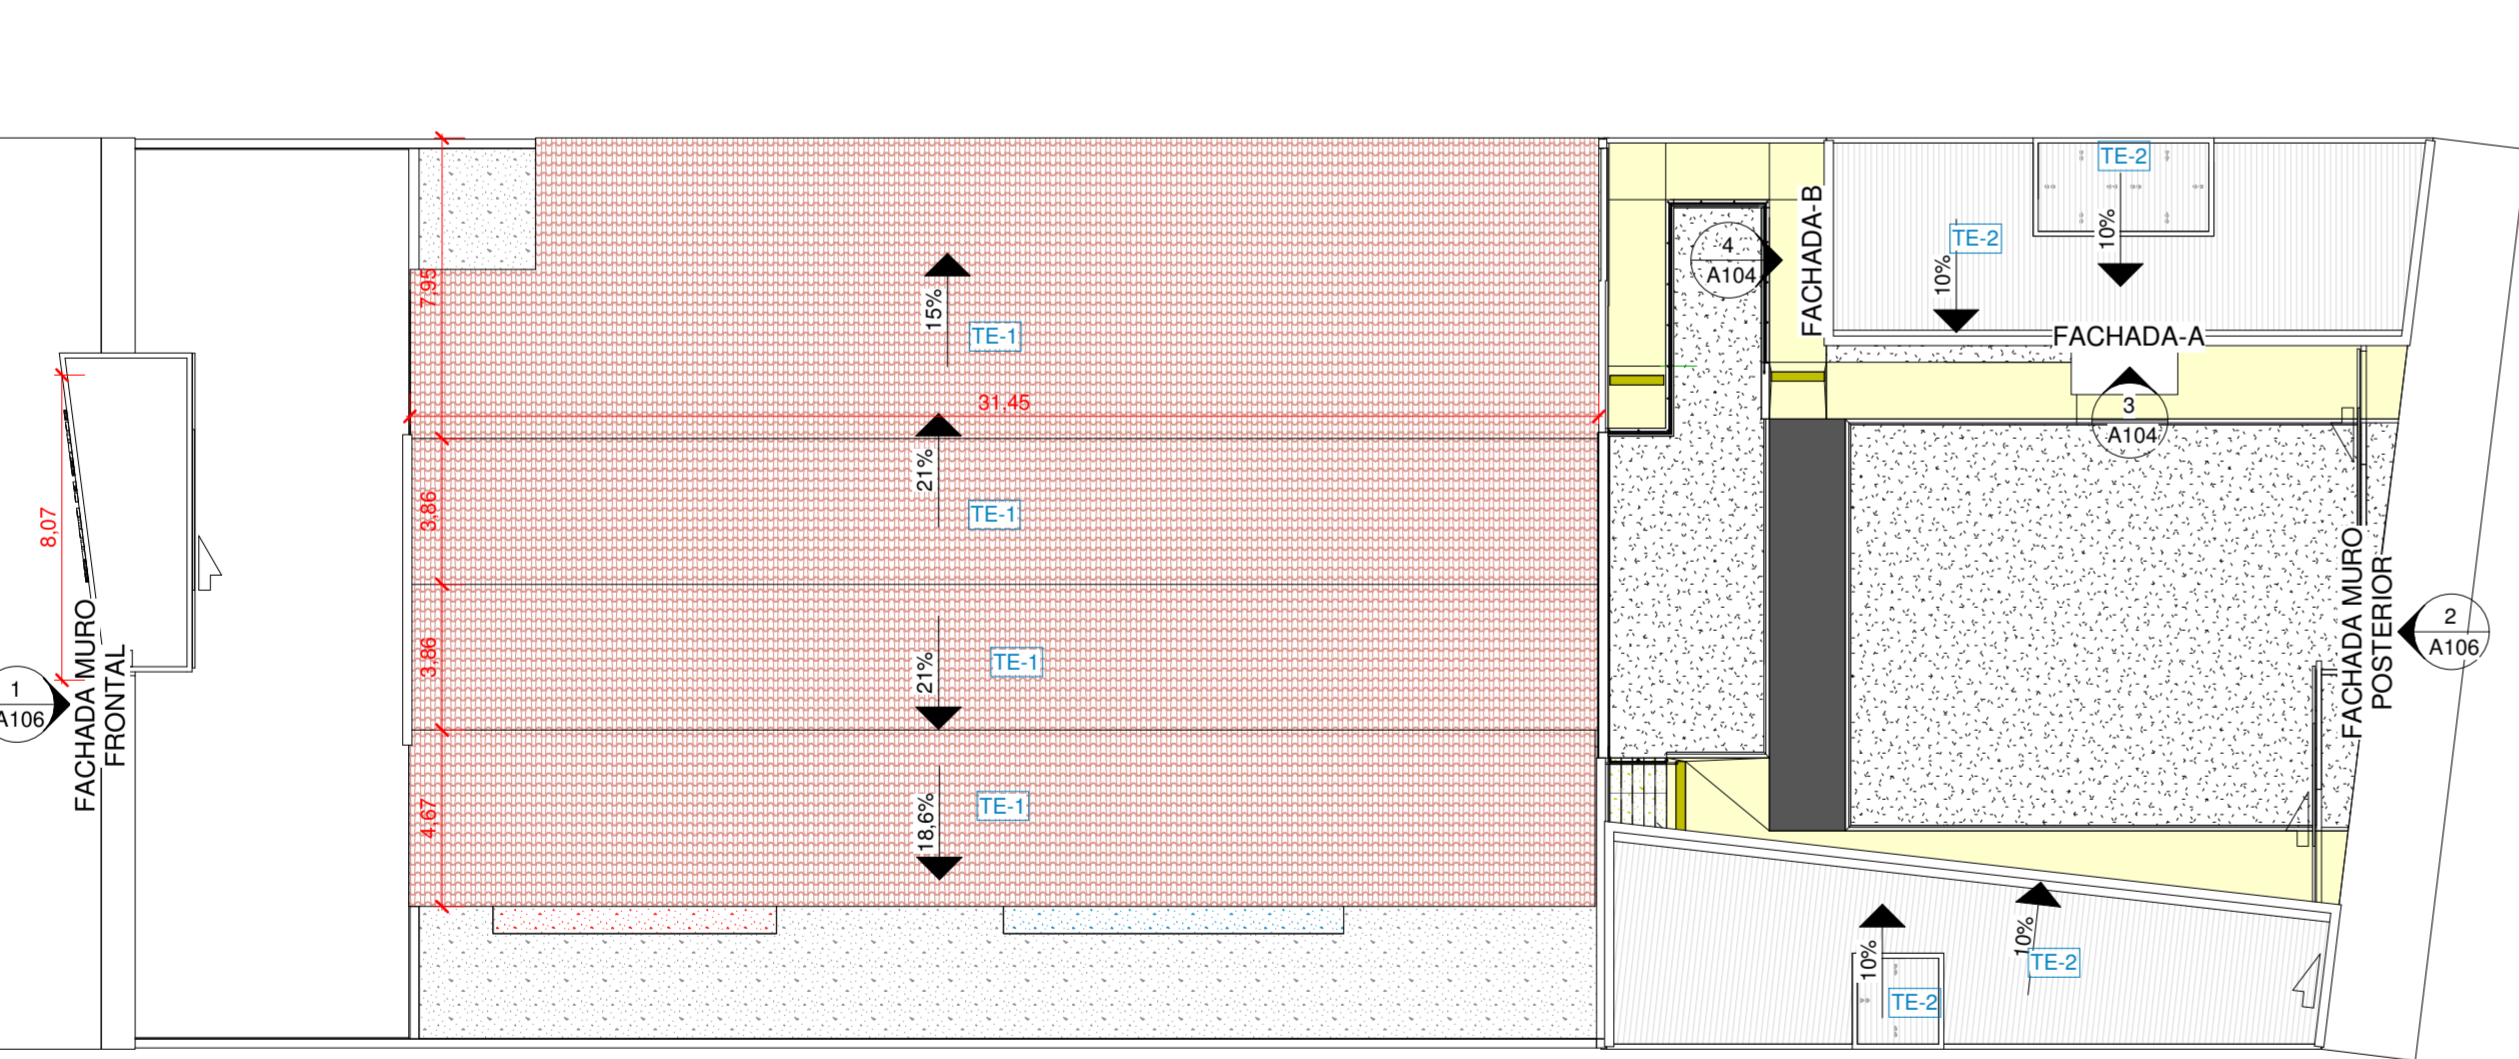 TE-2
FACHADA-B
4
A104
TE-2
10%
10%
7,95
15%
TE-1
FACHADA-A
31,45
3
A104
21%
TE-1
3,86
8,07
FACHADA MURO
FRONTAL
1
A106
3,86
21%
TE-1
FACHADA MURO
POSTERIOR
2
A106
4,67
18,6%
TE-1
10%
10%
TE-2
TE-2